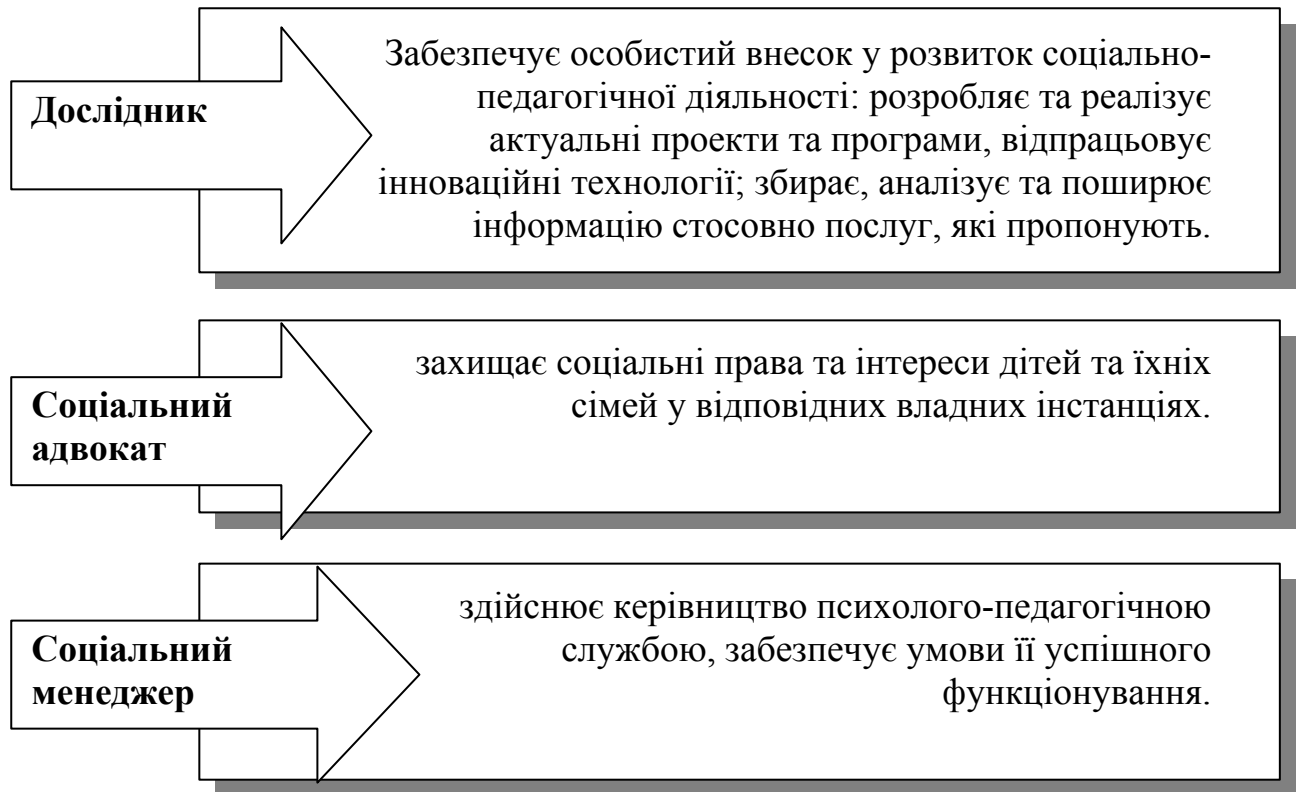 Дослідник
Забезпечує особистий внесок у розвиток соціально-
педагогічної діяльності: розробляє та реалізує
актуальні проекти та програми, відпрацьовує
інноваційні технології; збирає, аналізує та поширює
інформацію стосовно послуг, які пропонують.
Соціальний
адвокат
захищає соціальні права та інтереси дітей та їхніх
сімей у відповідних владних інстанціях.
Соціальний
менеджер
здійснює керівництво психолого-педагогічною
службою, забезпечує умови її успішного
функціонування.